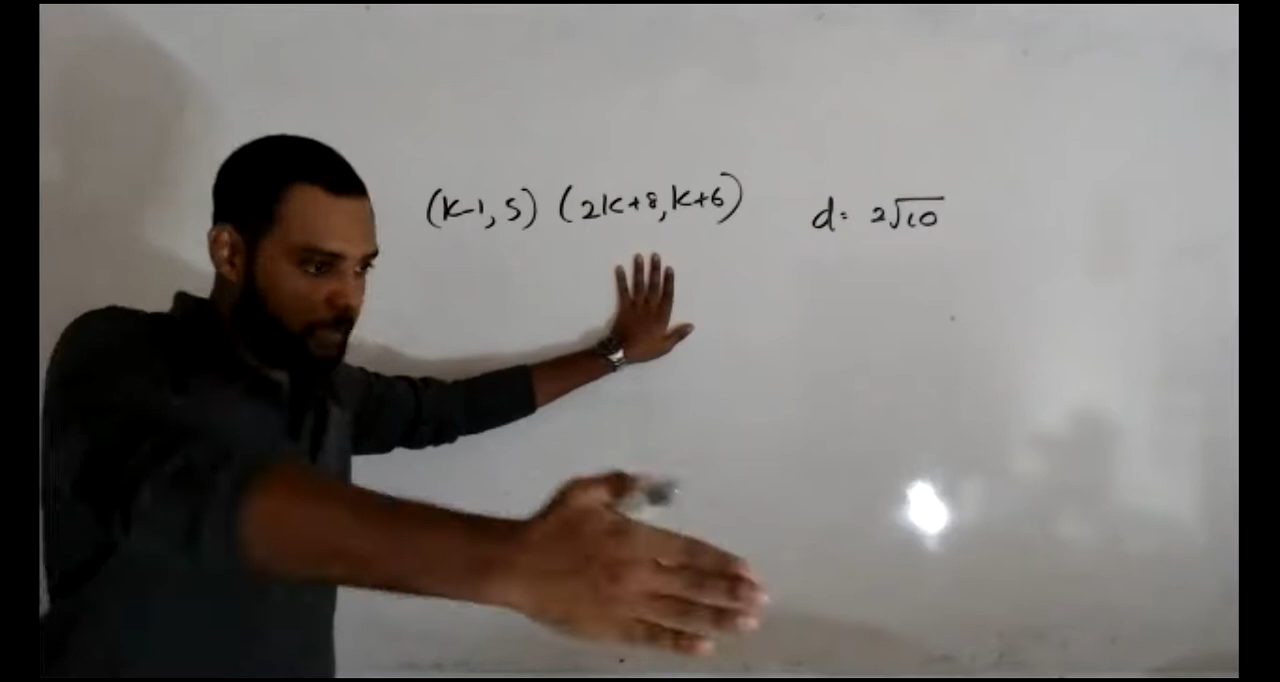 (k-1, 5) (2k+8, k+6) d: 2√10